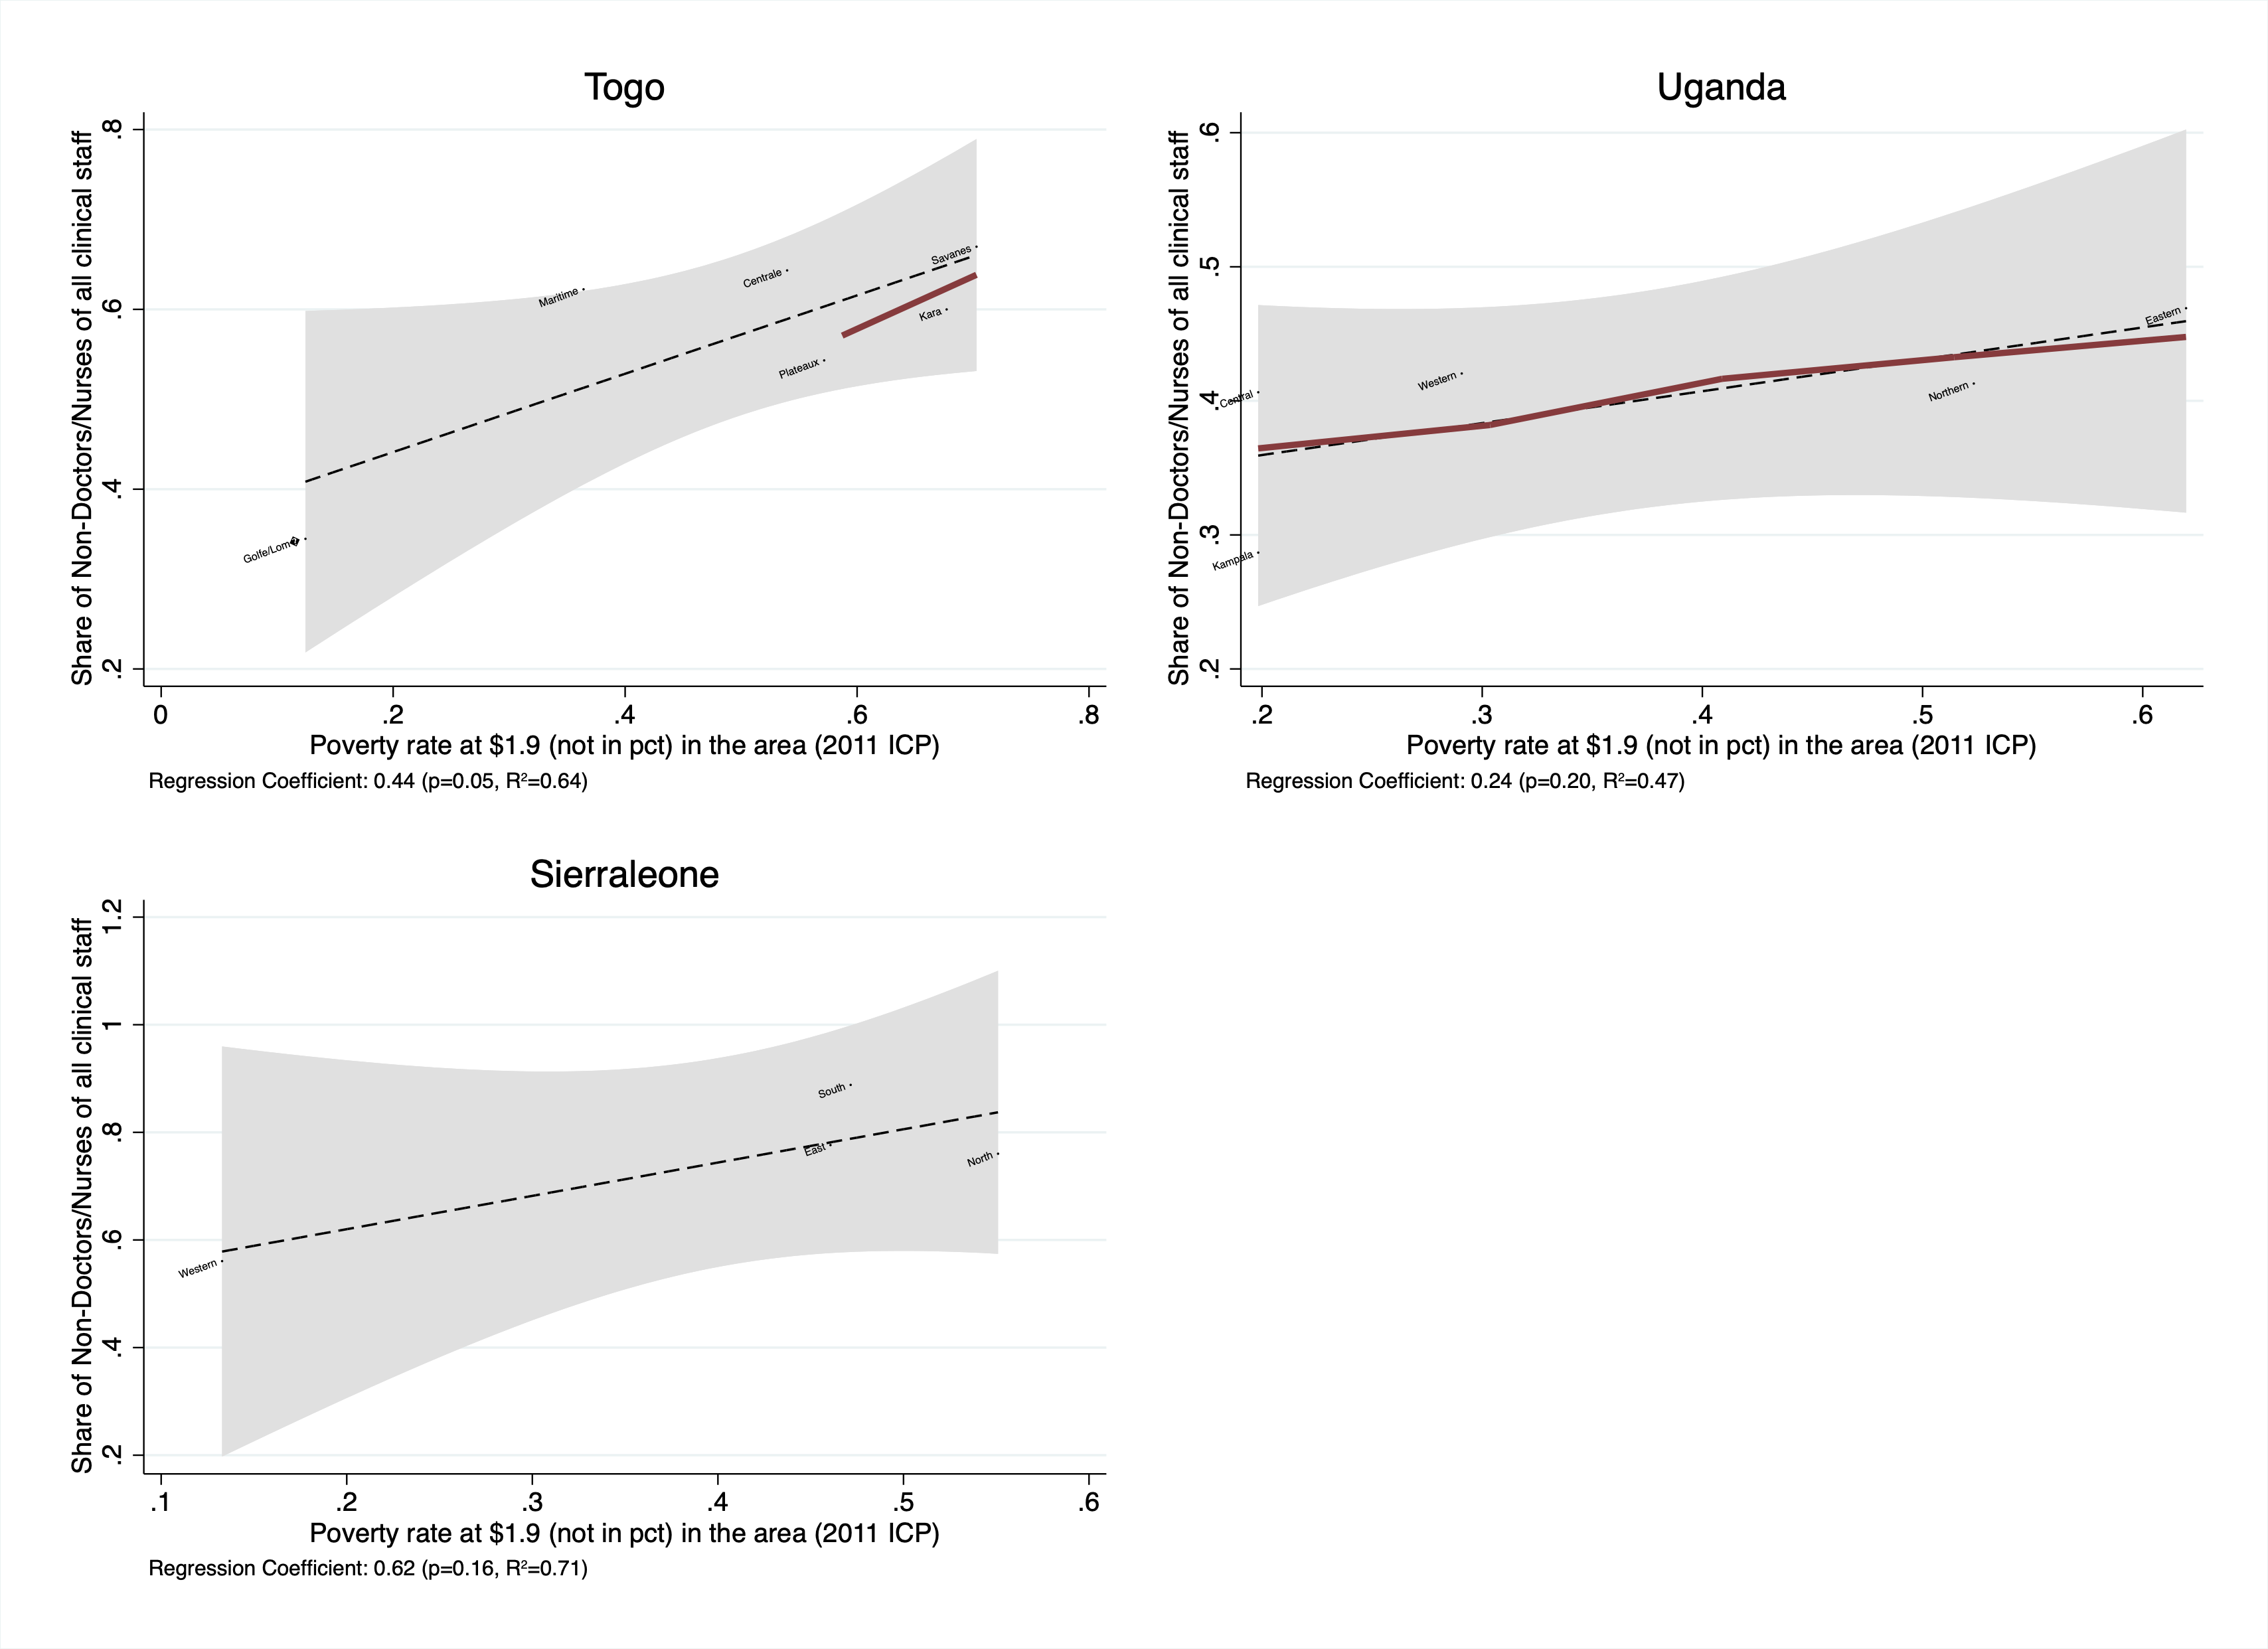 Togo
Share of Non-Doctors/Nurses of all clinical staff
.8
.6
.4
.2
Maritime
Centrale
Savanes
Kara
Plateaux
Golfe/Lom�
0 .2 .4 .6 .8
Poverty rate at $1.9 (not in pct) in the area (2011 ICP)
Regression Coefficient: 0.44 (p=0.05, R²=0.64)
Uganda
Share of Non-Doctors/Nurses of all clinical staff
.6
.5
.4
.3
.2
Eastern
Western
Northern
Central
Kampala
.2 .3 .4 .5 .6
Poverty rate at $1.9 (not in pct) in the area (2011 ICP)
Regression Coefficient: 0.24 (p=0.20, R²=0.47)
Sierraleone
Share of Non-Doctors/Nurses of all clinical staff
1.2
1
.8
.6
.4
.2
South
East
North
Western
.1 .2 .3 .4 .5 .6
Poverty rate at $1.9 (not in pct) in the area (2011 ICP)
Regression Coefficient: 0.62 (p=0.16, R²=0.71)